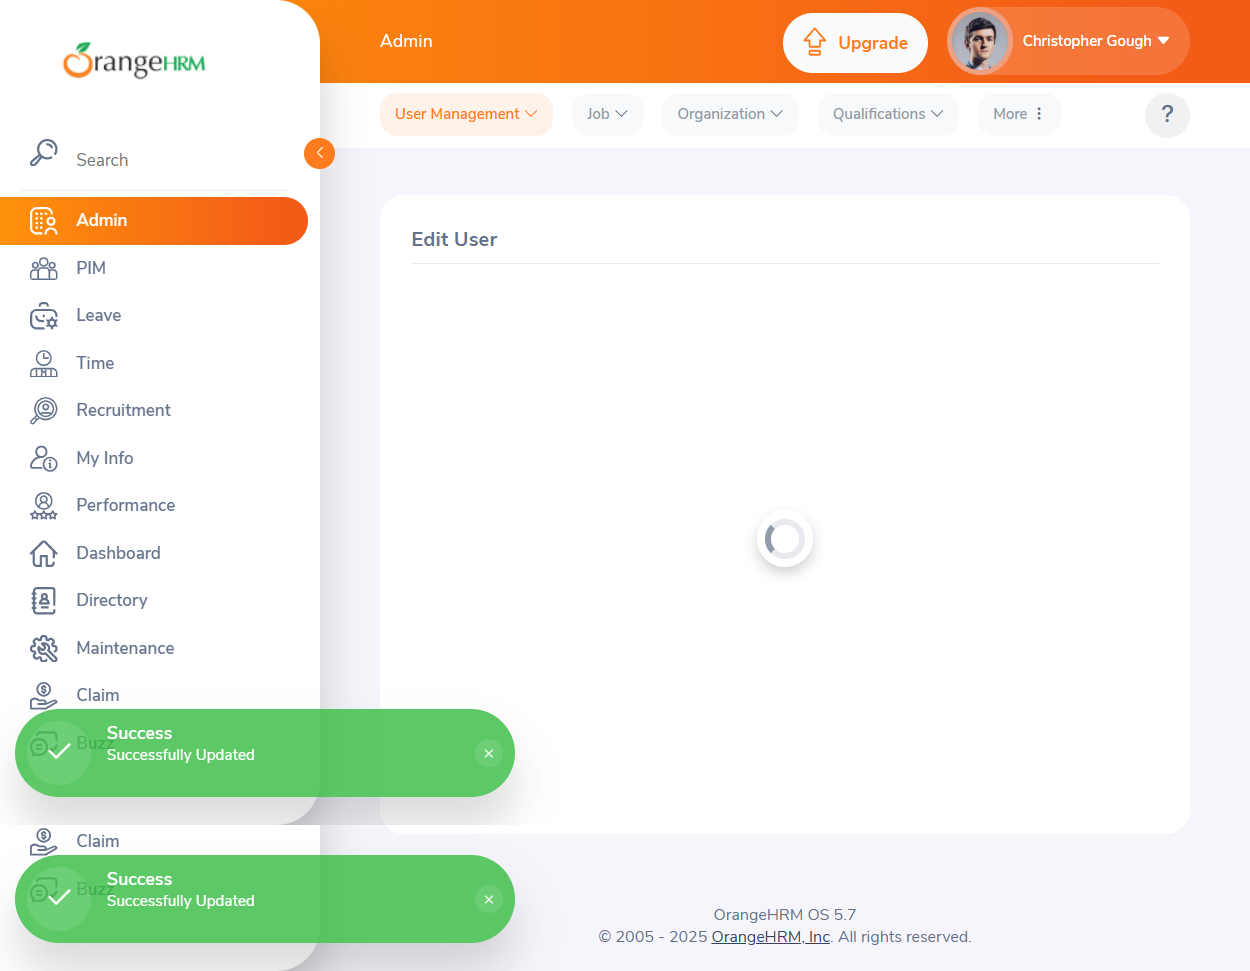 OrangeHRM
Admin
Upgrade
Christopher Gough
User Management
Job
Organization
Qualifications
More
?
Search
Admin
PIM
Leave
Time
Recruitment
My Info
Performance
Dashboard
Directory
Maintenance
Claim
Buzz
Edit User
Success
Successfully Updated
Claim
Buzz
Success
Successfully Updated
OrangeHRM OS 5.7
© 2005 - 2025 OrangeHRM, Inc. All rights reserved.